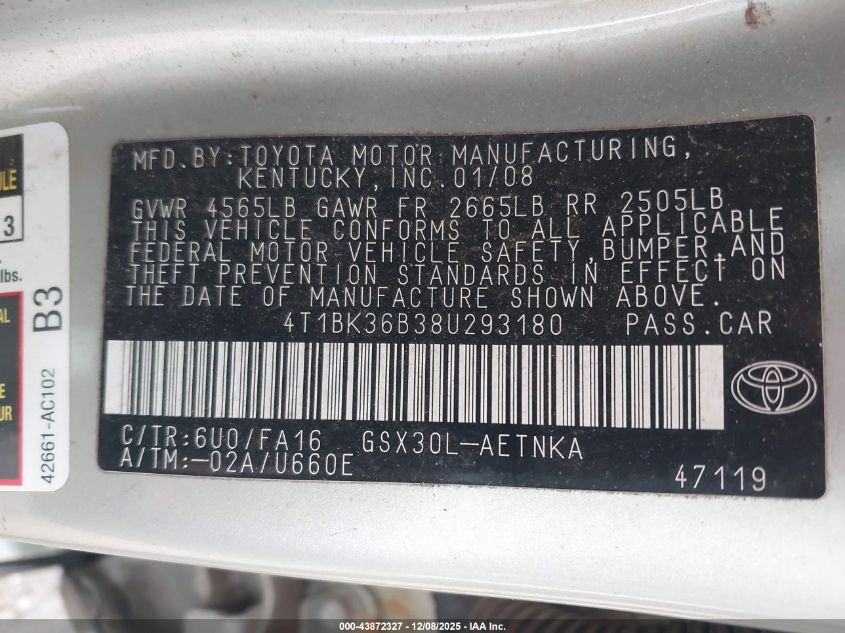 MFD. BY: TOYOTA MOTOR MANUFACTURING,
KENTUCKY, INC. 01/08
GVWR 4565LB GAWR FR 2665LB RR 2505LB
THIS VEHICLE CONFORMS TO ALL APPLICABLE
FEDERAL MOTOR VEHICLE SAFETY, BUMPER, AND
THEFT PREVENTION STANDARDS IN EFFECT ON
THE DATE OF MANUFACTURE SHOWN ABOVE.
4T1BK36B38U293180 PASS. CAR
C/TR: 6U0/FA16 GSX30L-AETNKA
A/TM:-02A/U660E
47119
3
lbs.
B3
42661-AC102
000-43872327 - 12/08/2025 - IAA Inc.